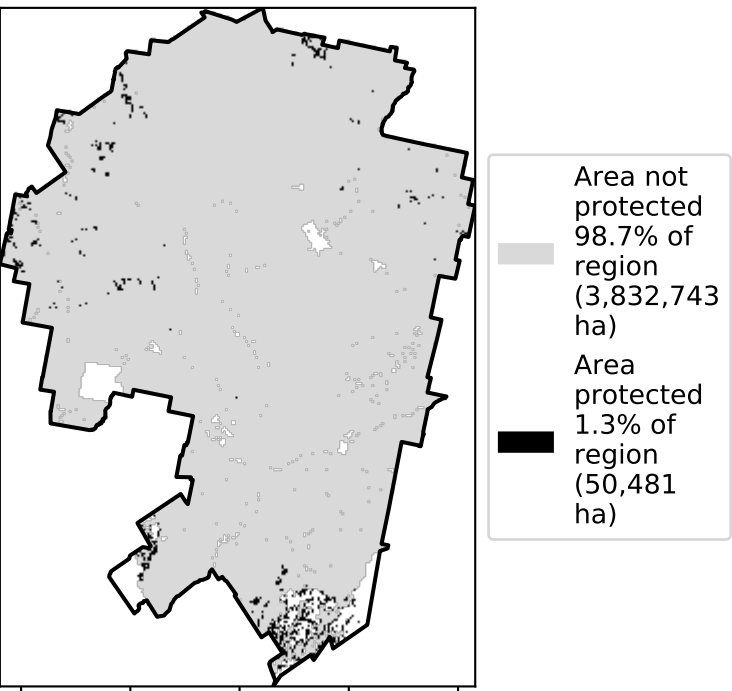 Area not
protected
98.7% of
region
(3,832,743
ha)
Area
protected
1.3% of
region
(50,481
ha)